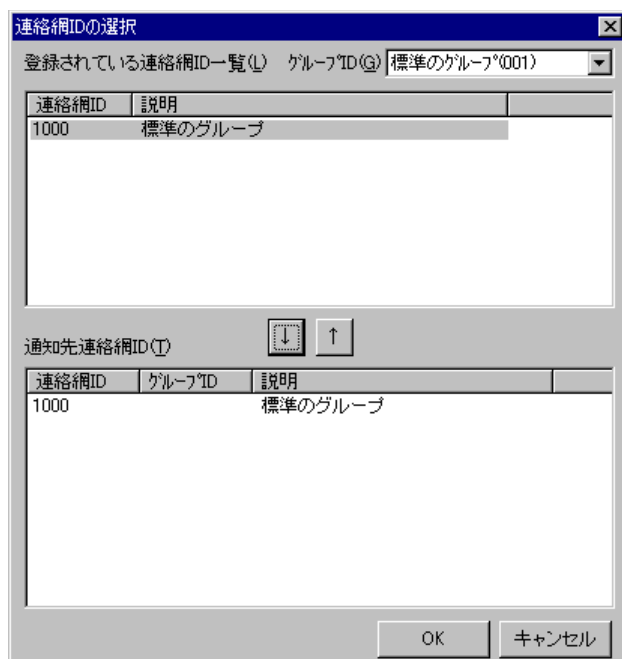 連絡網IDの選択
登録されている連絡網ID一覧(L) グループID(G) 標準のグループ(001)
連絡網ID 説明
1000 標準のグループ
↓ ↑
通知先連絡網ID(T)
連絡網ID グループID 説明
1000 標準のグループ
OK キャンセル